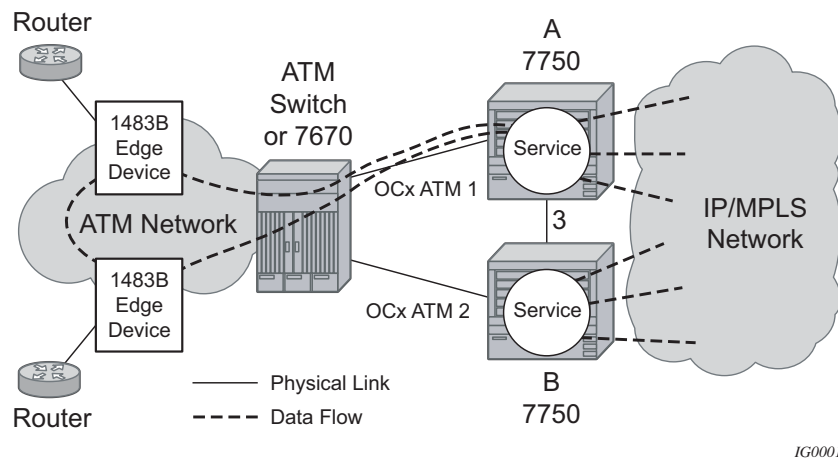 Router
ATM
Switch
or 7670
A
7750
1483B
Edge
Device
Service
OCx ATM 1
ATM Network
3
IP/MPLS
Network
1483B
Edge
Device
OCx ATM 2
Service
Router
Physical Link
Data Flow
B
7750